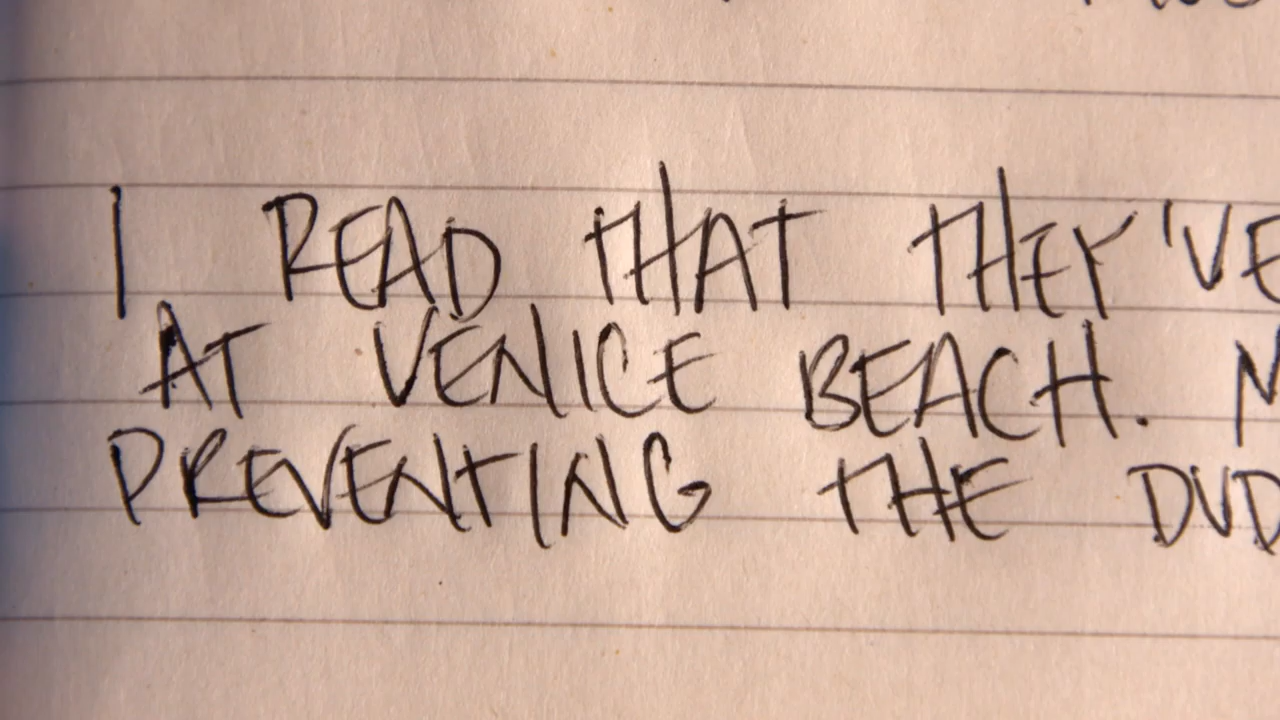 I READ THAT THEY'VE
AT VENICE BEACH.
PREVENTING THE